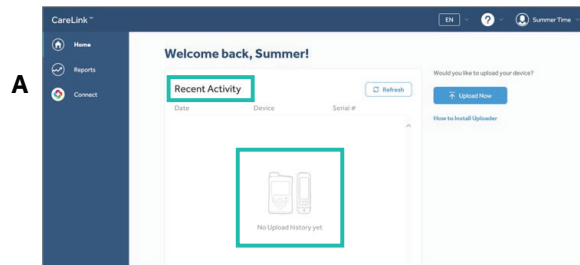 CareLink™
EN
?
Summer Time
Home
Reports
Connect
A
Welcome back, Summer!
Recent Activity
Refresh
Date Device Serial #
No Upload history yet
Would you like to upload your device?
Upload Now
How to Install Uploader